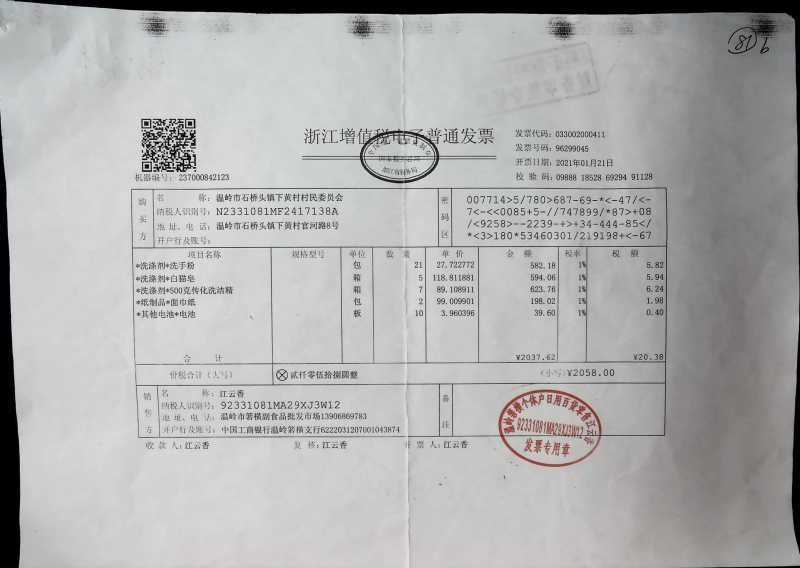 81
b
浙江增值税电子普通发票
发票代码: 033002000411
发票号码: 96299045
开票日期: 2021年01月21日
校 验 码: 09888 18528 69294 91128
机器编号: 237000842123
购买方
名 称: 温岭市石桥头镇下黄村村民委员会
纳税人识别号: N2331081MF2417138A
地 址、电 话: 温岭市石桥头镇下黄村官河路8号
开户行及账号:
密码区
007714>5/780>687-69-*<-47/<-
7<-<<0085+5-//747899/*87>+08
/<9258>--2239-+>+34-444-85</
*<3>180*53460301/219198+<-67
项目名称 规格型号 单位 数 量 单 价 金 额 税率 税 额
*洗涤剂*洗手粉 包 21 27.722772 582.18 1% 5.82
*洗涤剂*白猫皂 箱 5 118.811881 594.06 1% 5.94
*洗涤剂*500克传化洗洁精 箱 7 89.108911 623.76 1% 6.24
*纸制品*面巾纸 包 2 99.009901 198.02 1% 1.98
*其他电池*电池 板 10 3.960396 39.60 1% 0.40
合 计 ¥2037.62 ¥20.38
价税合计(大写) 贰仟零伍拾捌圆整 (小写)¥2058.00
销售方
名 称: 江云香
纳税人识别号: 92331081MA29XJ3W12
地 址、电 话: 温岭市箬横副食品批发市场13906869783
开户行及账号: 中国工商银行温岭箬横支行6222031207001043874
备注
温岭箬横个体户日用百货零售江云香
92331081MA29XJ3W12
发票专用章
收 款 人: 江云香 复 核: 江云香 开 票 人: 江云香